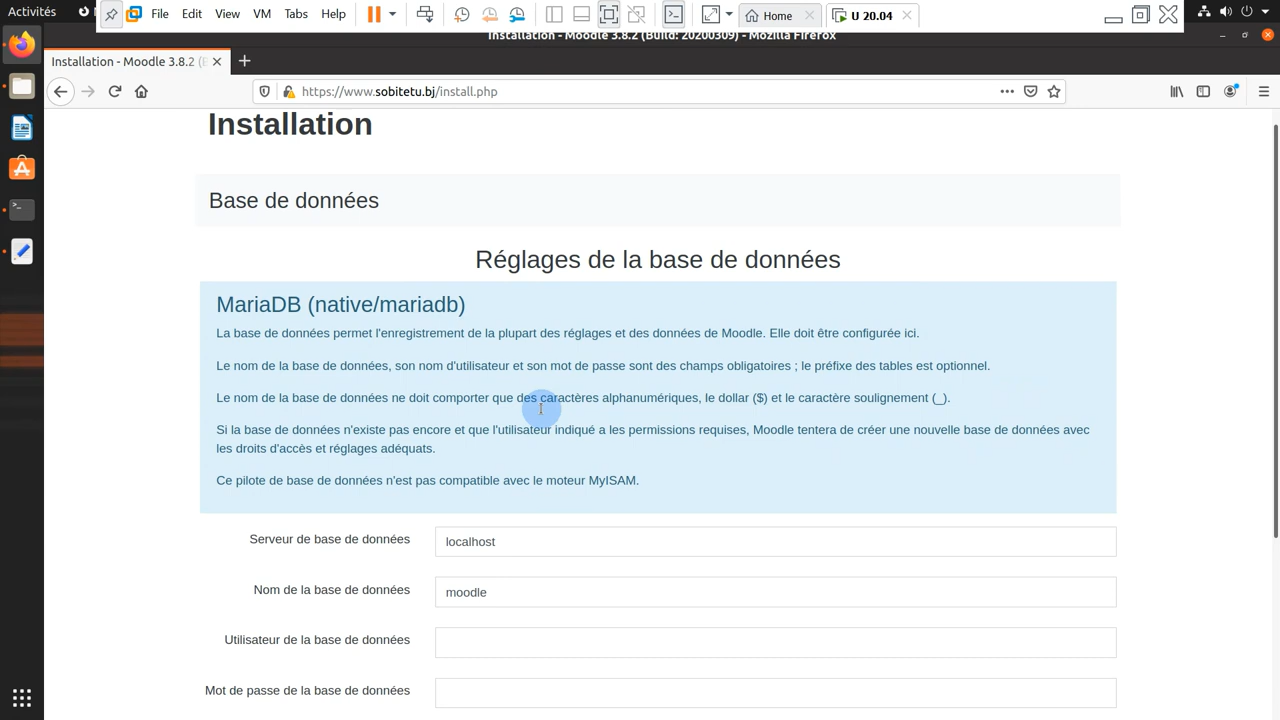 Activités
File Edit View VM Tabs Help
Home
U 20.04
Installation - Moodle 3.8.2 (Build: 20200309) - Mozilla Firefox
Installation - Moodle 3.8.2
https://www.sobitetu.bj/install.php
Installation
Base de données
Réglages de la base de données
MariaDB (native/mariadb)
La base de données permet l'enregistrement de la plupart des réglages et des données de Moodle. Elle doit être configurée ici.
Le nom de la base de données, son nom d'utilisateur et son mot de passe sont des champs obligatoires ; le préfixe des tables est optionnel.
Le nom de la base de données ne doit comporter que des caractères alphanumériques, le dollar ($) et le caractère soulignement (_).
Si la base de données n'existe pas encore et que l'utilisateur indiqué a les permissions requises, Moodle tentera de créer une nouvelle base de données avec
les droits d'accès et réglages adéquats.
Ce pilote de base de données n'est pas compatible avec le moteur MyISAM.
Serveur de base de données
localhost
Nom de la base de données
moodle
Utilisateur de la base de données
Mot de passe de la base de données